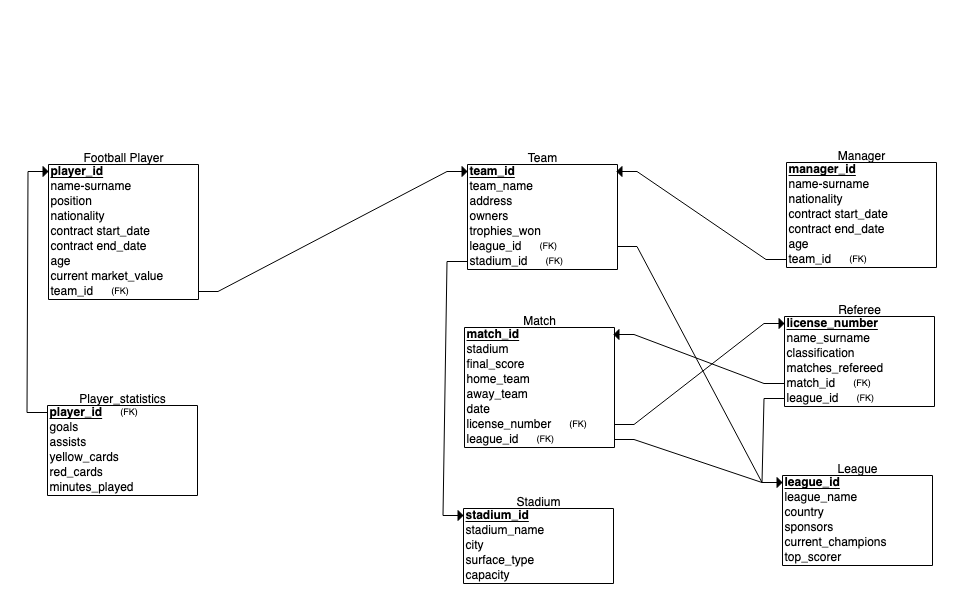 Football Player
player_id
name-surname
position
nationality
contract start_date
contract end_date
age
current market_value
team_id (FK)
Player_statistics
player_id (FK)
goals
assists
yellow_cards
red_cards
minutes_played
Team
team_id
team_name
address
owners
trophies_won
league_id (FK)
stadium_id (FK)
Match
match_id
stadium
final_score
home_team
away_team
date
license_number (FK)
league_id (FK)
Stadium
stadium_id
stadium_name
city
surface_type
capacity
Manager
manager_id
name-surname
nationality
contract start_date
contract end_date
age
team_id (FK)
Referee
license_number
name_surname
classification
matches_refereed
match_id (FK)
league_id (FK)
League
league_id
league_name
country
sponsors
current_champions
top_scorer